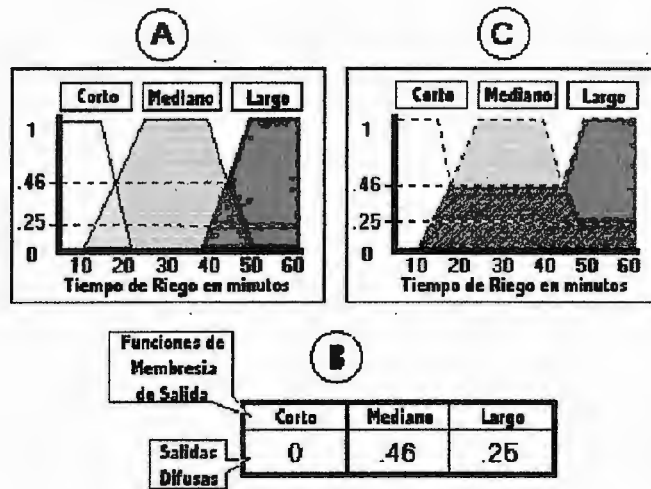 A
C
Corto Mediano Largo
1
.46
.25
0
10 20 30 40 50 60
Tiempo de Riego en minutos
Corto Mediano Largo
1
.46
.25
0
10 20 30 40 50 60
Tiempo de Riego en minutos
B
Funciones de
Membresia
de Salida
Salidas
Difusas
Corto Mediano Largo
0 .46 .25